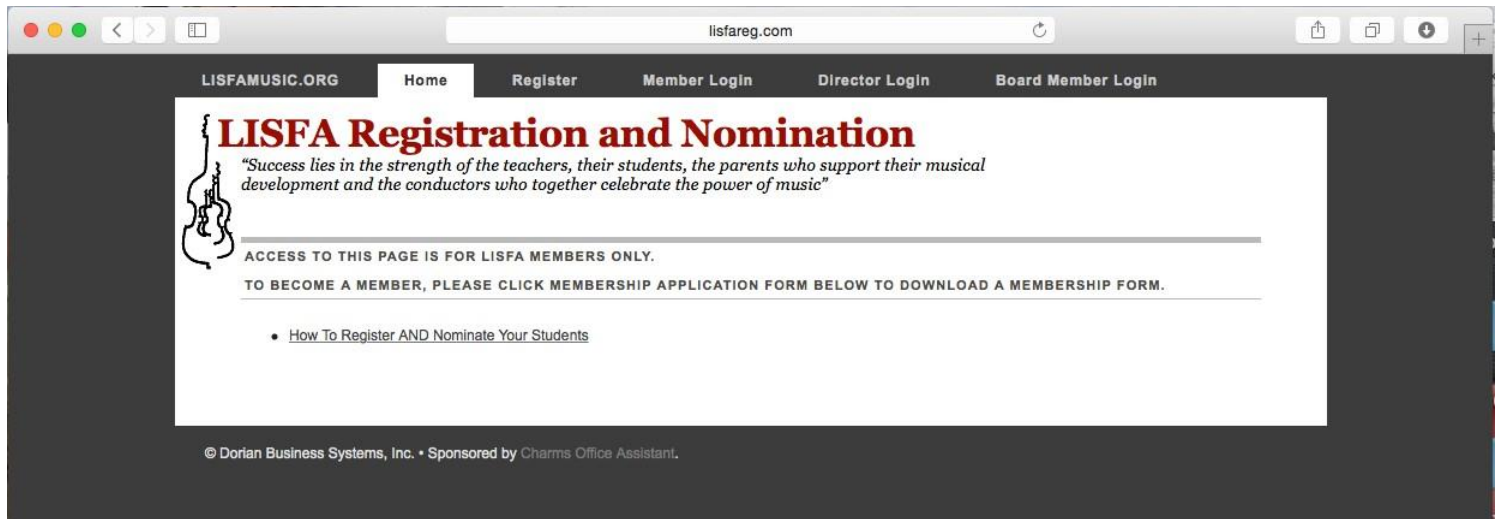 lisfareg.com
LISFAMUSIC.ORG Home Register Member Login Director Login Board Member Login
LISFA Registration and Nomination
“Success lies in the strength of the teachers, their students, the parents who support their musical
development and the conductors who together celebrate the power of music”
ACCESS TO THIS PAGE IS FOR LISFA MEMBERS ONLY.
TO BECOME A MEMBER, PLEASE CLICK MEMBERSHIP APPLICATION FORM BELOW TO DOWNLOAD A MEMBERSHIP FORM.
• How To Register AND Nominate Your Students
© Dorian Business Systems, Inc. • Sponsored by Charms Office Assistant.